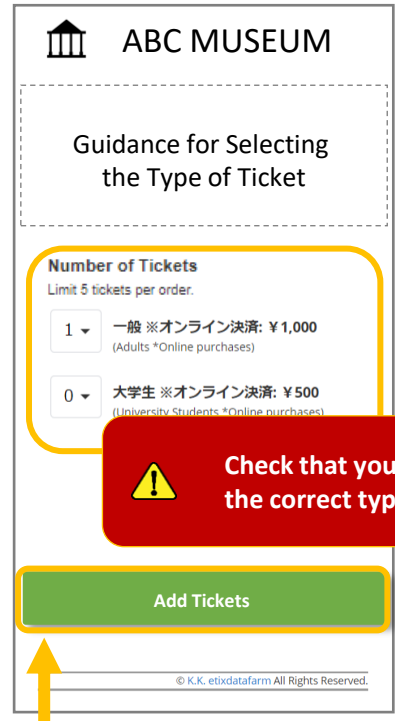 ABC MUSEUM
Guidance for Selecting
the Type of Ticket
Number of Tickets
Limit 5 tickets per order.
1
一般 ※オンライン決済: ¥1,000
(Adults *Online purchases)
0
大学生 ※オンライン決済: ¥500
(University Students *Online purchases)
Check that you
the correct typ
Add Tickets
© K.K. etixdatafarm All Rights Reserved.